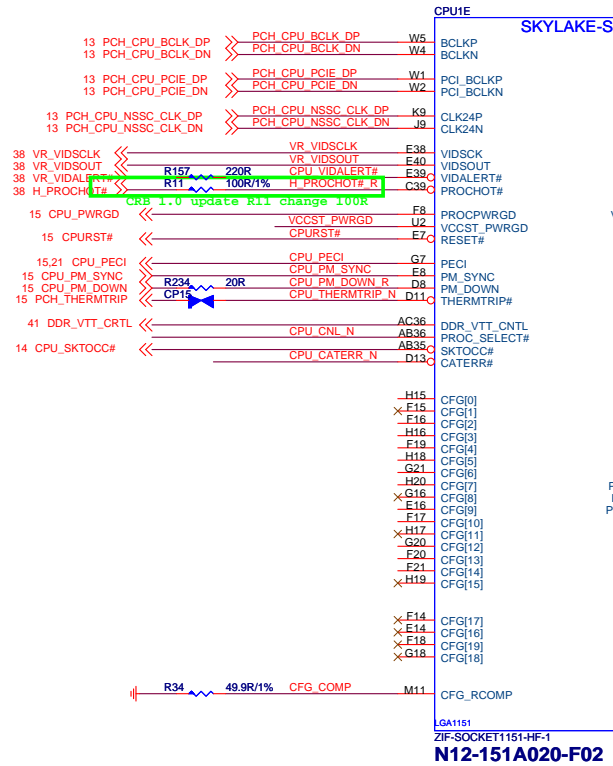 CPU1E
SKYLAKE-S
13 PCH_CPU_BCLK_DP PCH_CPU_BCLK_DP W5 BCLKP
13 PCH_CPU_BCLK_DN PCH_CPU_BCLK_DN W4 BCLKN
13 PCH_CPU_PCIE_DP PCH_CPU_PCIE_DP W1 PCI_BCLKP
13 PCH_CPU_PCIE_DN PCH_CPU_PCIE_DN W2 PCI_BCLKN
13 PCH_CPU_NSSC_CLK_DP PCH_CPU_NSSC_CLK_DP K9 CLK24P
13 PCH_CPU_NSSC_CLK_DN PCH_CPU_NSSC_CLK_DN J9 CLK24N
38 VR_VIDSCLK VR_VIDSCLK E38 VIDSCK
38 VR_VIDSOUT VR_VIDSOUT E40 VIDSOUT
38 VR_VIDALERT# R157 220R CPU_VIDALERT# E39 VIDALERT#
38 H_PROCHOT# R11 100R/1% H_PROCHOT#_R C39 PROCHOT#
CRB 1.0 update R11 change 100R
15 CPU_PWRGD F8 PROCPWRGD
VCCST_PWRGD U2 VCCST_PWRGD
15 CPURST# CPURST# E7 RESET#
15,21 CPU_PECI CPU_PECI G7 PECI
15 CPU_PM_SYNC CPU_PM_SYNC E8 PM_SYNC
15 CPU_PM_DOWN R234 20R CPU_PM_DOWN_R D8 PM_DOWN
15 PCH_THERMTRIP CP15 CPU_THERMTRIP_N D11 THERMTRIP#
41 DDR_VTT_CRTL AC36 DDR_VTT_CNTL
CPU_CNL_N AB36 PROC_SELECT#
14 CPU_SKTOCC# AB35 SKTOCC#
CPU_CATERR_N D13 CATERR#
H15 CFG[0]
F15 CFG[1]
F16 CFG[2]
H16 CFG[3]
F19 CFG[4]
H18 CFG[5]
G21 CFG[6]
H20 CFG[7]
G16 CFG[8]
E16 CFG[9]
F17 CFG[10]
H17 CFG[11]
G20 CFG[12]
F20 CFG[13]
F21 CFG[14]
H19 CFG[15]
F14 CFG[17]
E14 CFG[16]
F18 CFG[19]
G18 CFG[18]
R34 49.9R/1% CFG_COMP M11 CFG_RCOMP
LGA1151
ZIF-SOCKET1151-HF-1
N12-151A020-F02